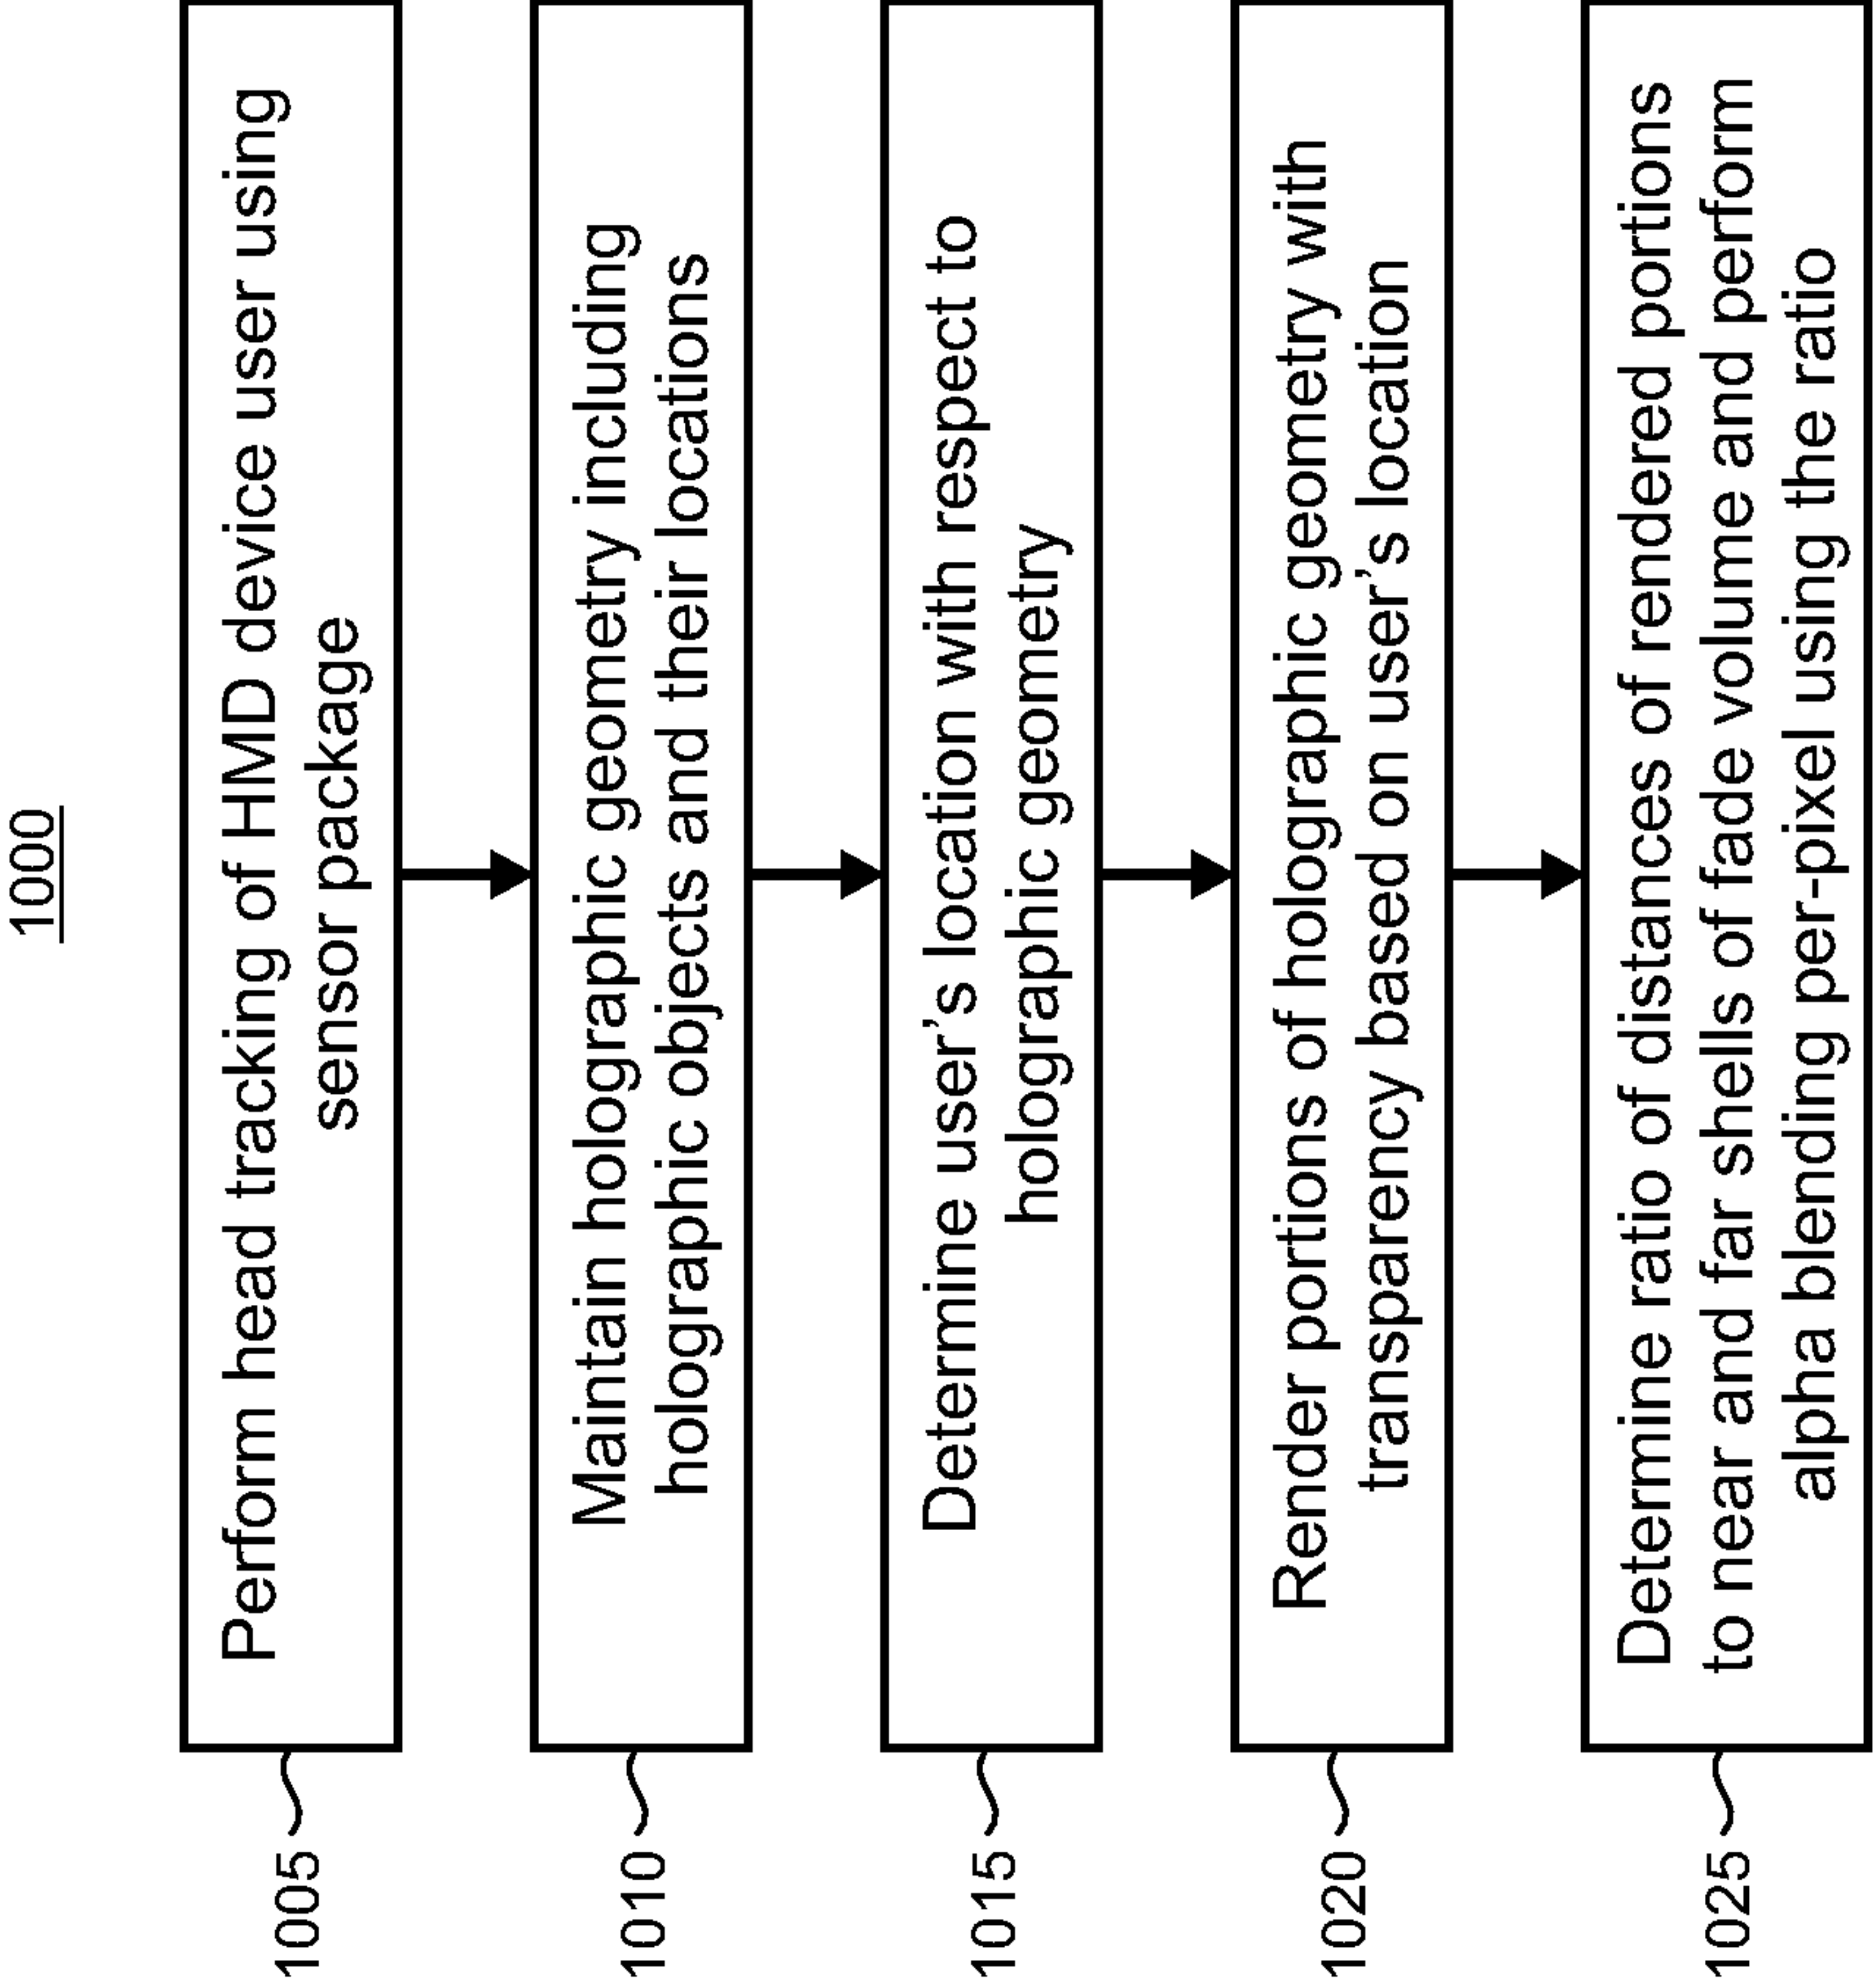 1000
1005
Perform head tracking of HMD device user using
sensor package
1010
Maintain holographic geometry including
holographic objects and their locations
1015
Determine user's location with respect to
holographic geometry
1020
Render portions of holographic geometry with
transparency based on user's location
1025
Determine ratio of distances of rendered portions
to near and far shells of fade volume and perform
alpha blending per-pixel using the ratio